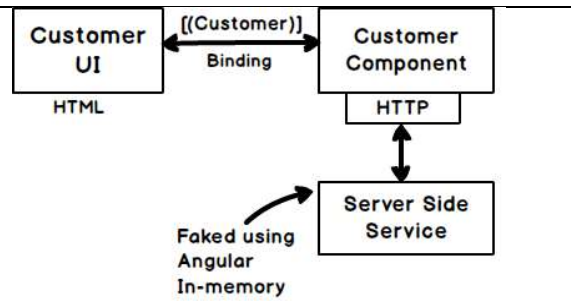 Customer
UI
[(Customer)]
Binding
Customer
Component
HTML
HTTP
Server Side
Service
Faked using
Angular
In-memory